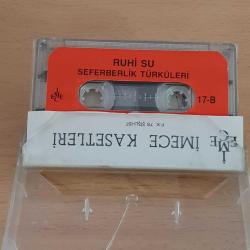 RUHİ SU
SEFERBERLİK TÜRKÜLERİ
17-B
İMECE KASETLERİ